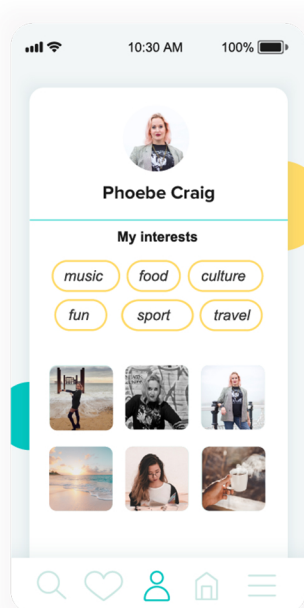 10:30 AM 100%
Phoebe Craig
My interests
music food culture
fun sport travel